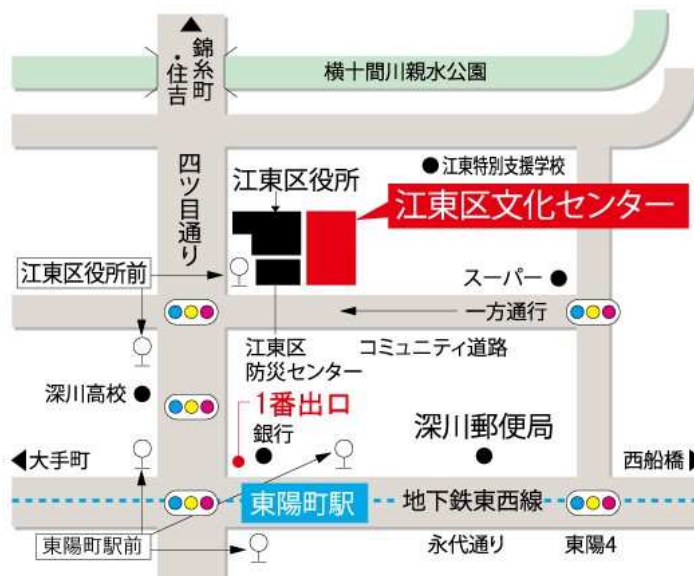 錦糸町
・住吉
横十間川親水公園
四ツ目通り
江東特別支援学校
江東区役所
江東区文化センター
江東区役所前
スーパー
一方通行
江東区
防災センター
コミュニティ道路
深川高校
1番出口
銀行
深川郵便局
大手町
西船橋
東陽町駅
地下鉄東西線
東陽町駅前
永代通り
東陽4